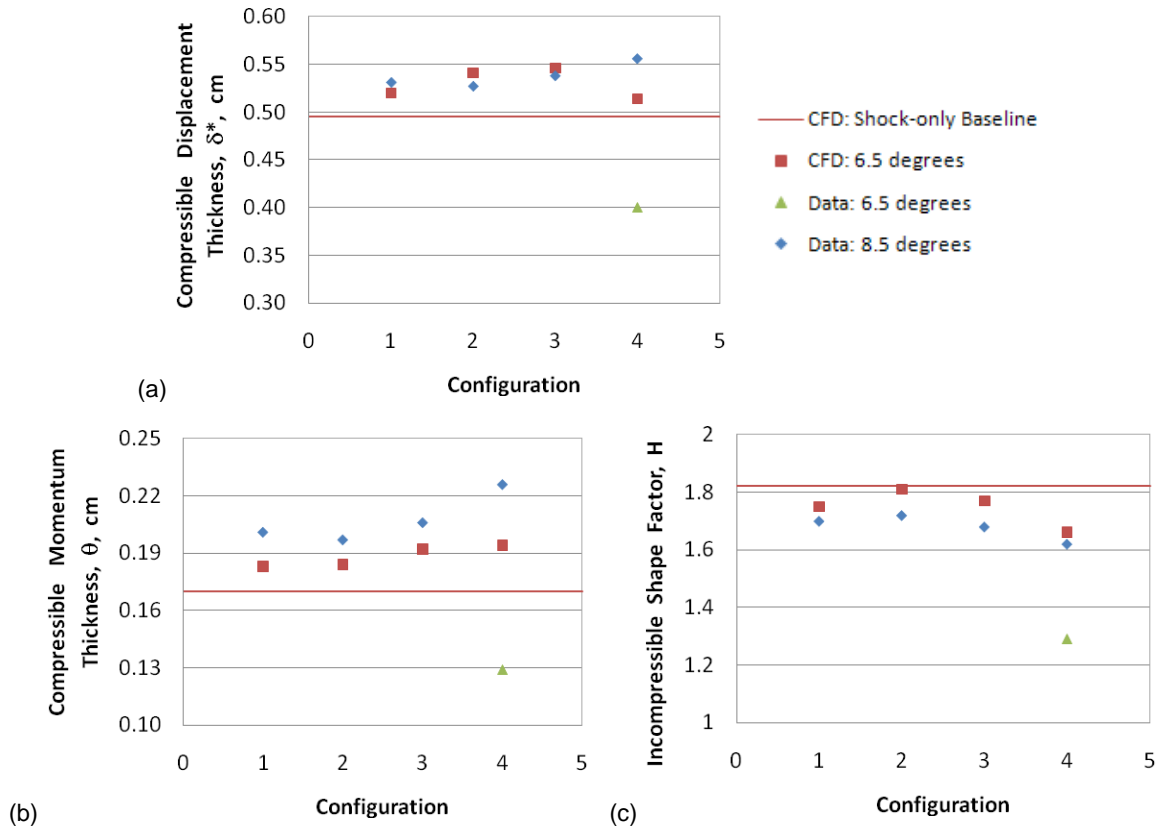 0.60
0.55
0.50
0.45
0.40
0.35
0.30
Compressible Displacement
Thickness, δ*, cm
0 1 2 3 4 5
Configuration
(a)
CFD: Shock-only Baseline
CFD: 6.5 degrees
Data: 6.5 degrees
Data: 8.5 degrees
0.25
0.22
0.19
0.16
0.13
0.10
Compressible Momentum
Thickness, θ, cm
0 1 2 3 4 5
Configuration
(b)
2
1.8
1.6
1.4
1.2
1
Incompressible Shape Factor, H
0 1 2 3 4 5
Configuration
(c)